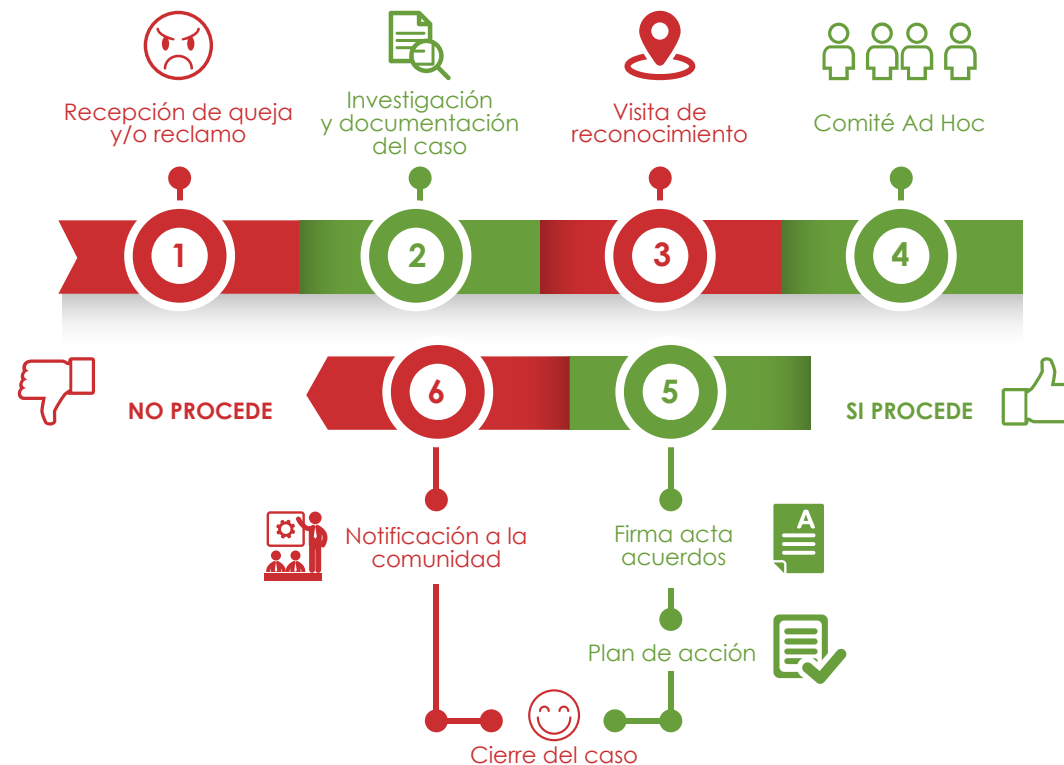 Recepción de queja
y/o reclamo
Investigación
y documentación
del caso
Visita de
reconocimiento
Comité Ad Hoc
1
2
3
4
NO PROCEDE
6
5
SI PROCEDE
Notificación a la
comunidad
Firma acta
acuerdos
A
Plan de acción
Cierre del caso